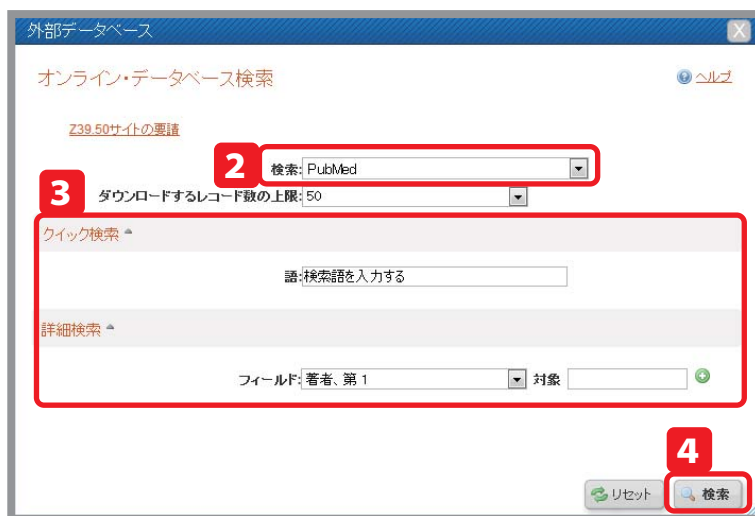 外部データベース X
オンライン・データベース検索 ヘルプ
Z39.50サイトの要請
2 検索: PubMed
3 ダウンロードするレコード数の上限: 50
クイック検索
語: 検索語を入力する
詳細検索
フィールド: 著者、第 1 対象
4
リセット 検索